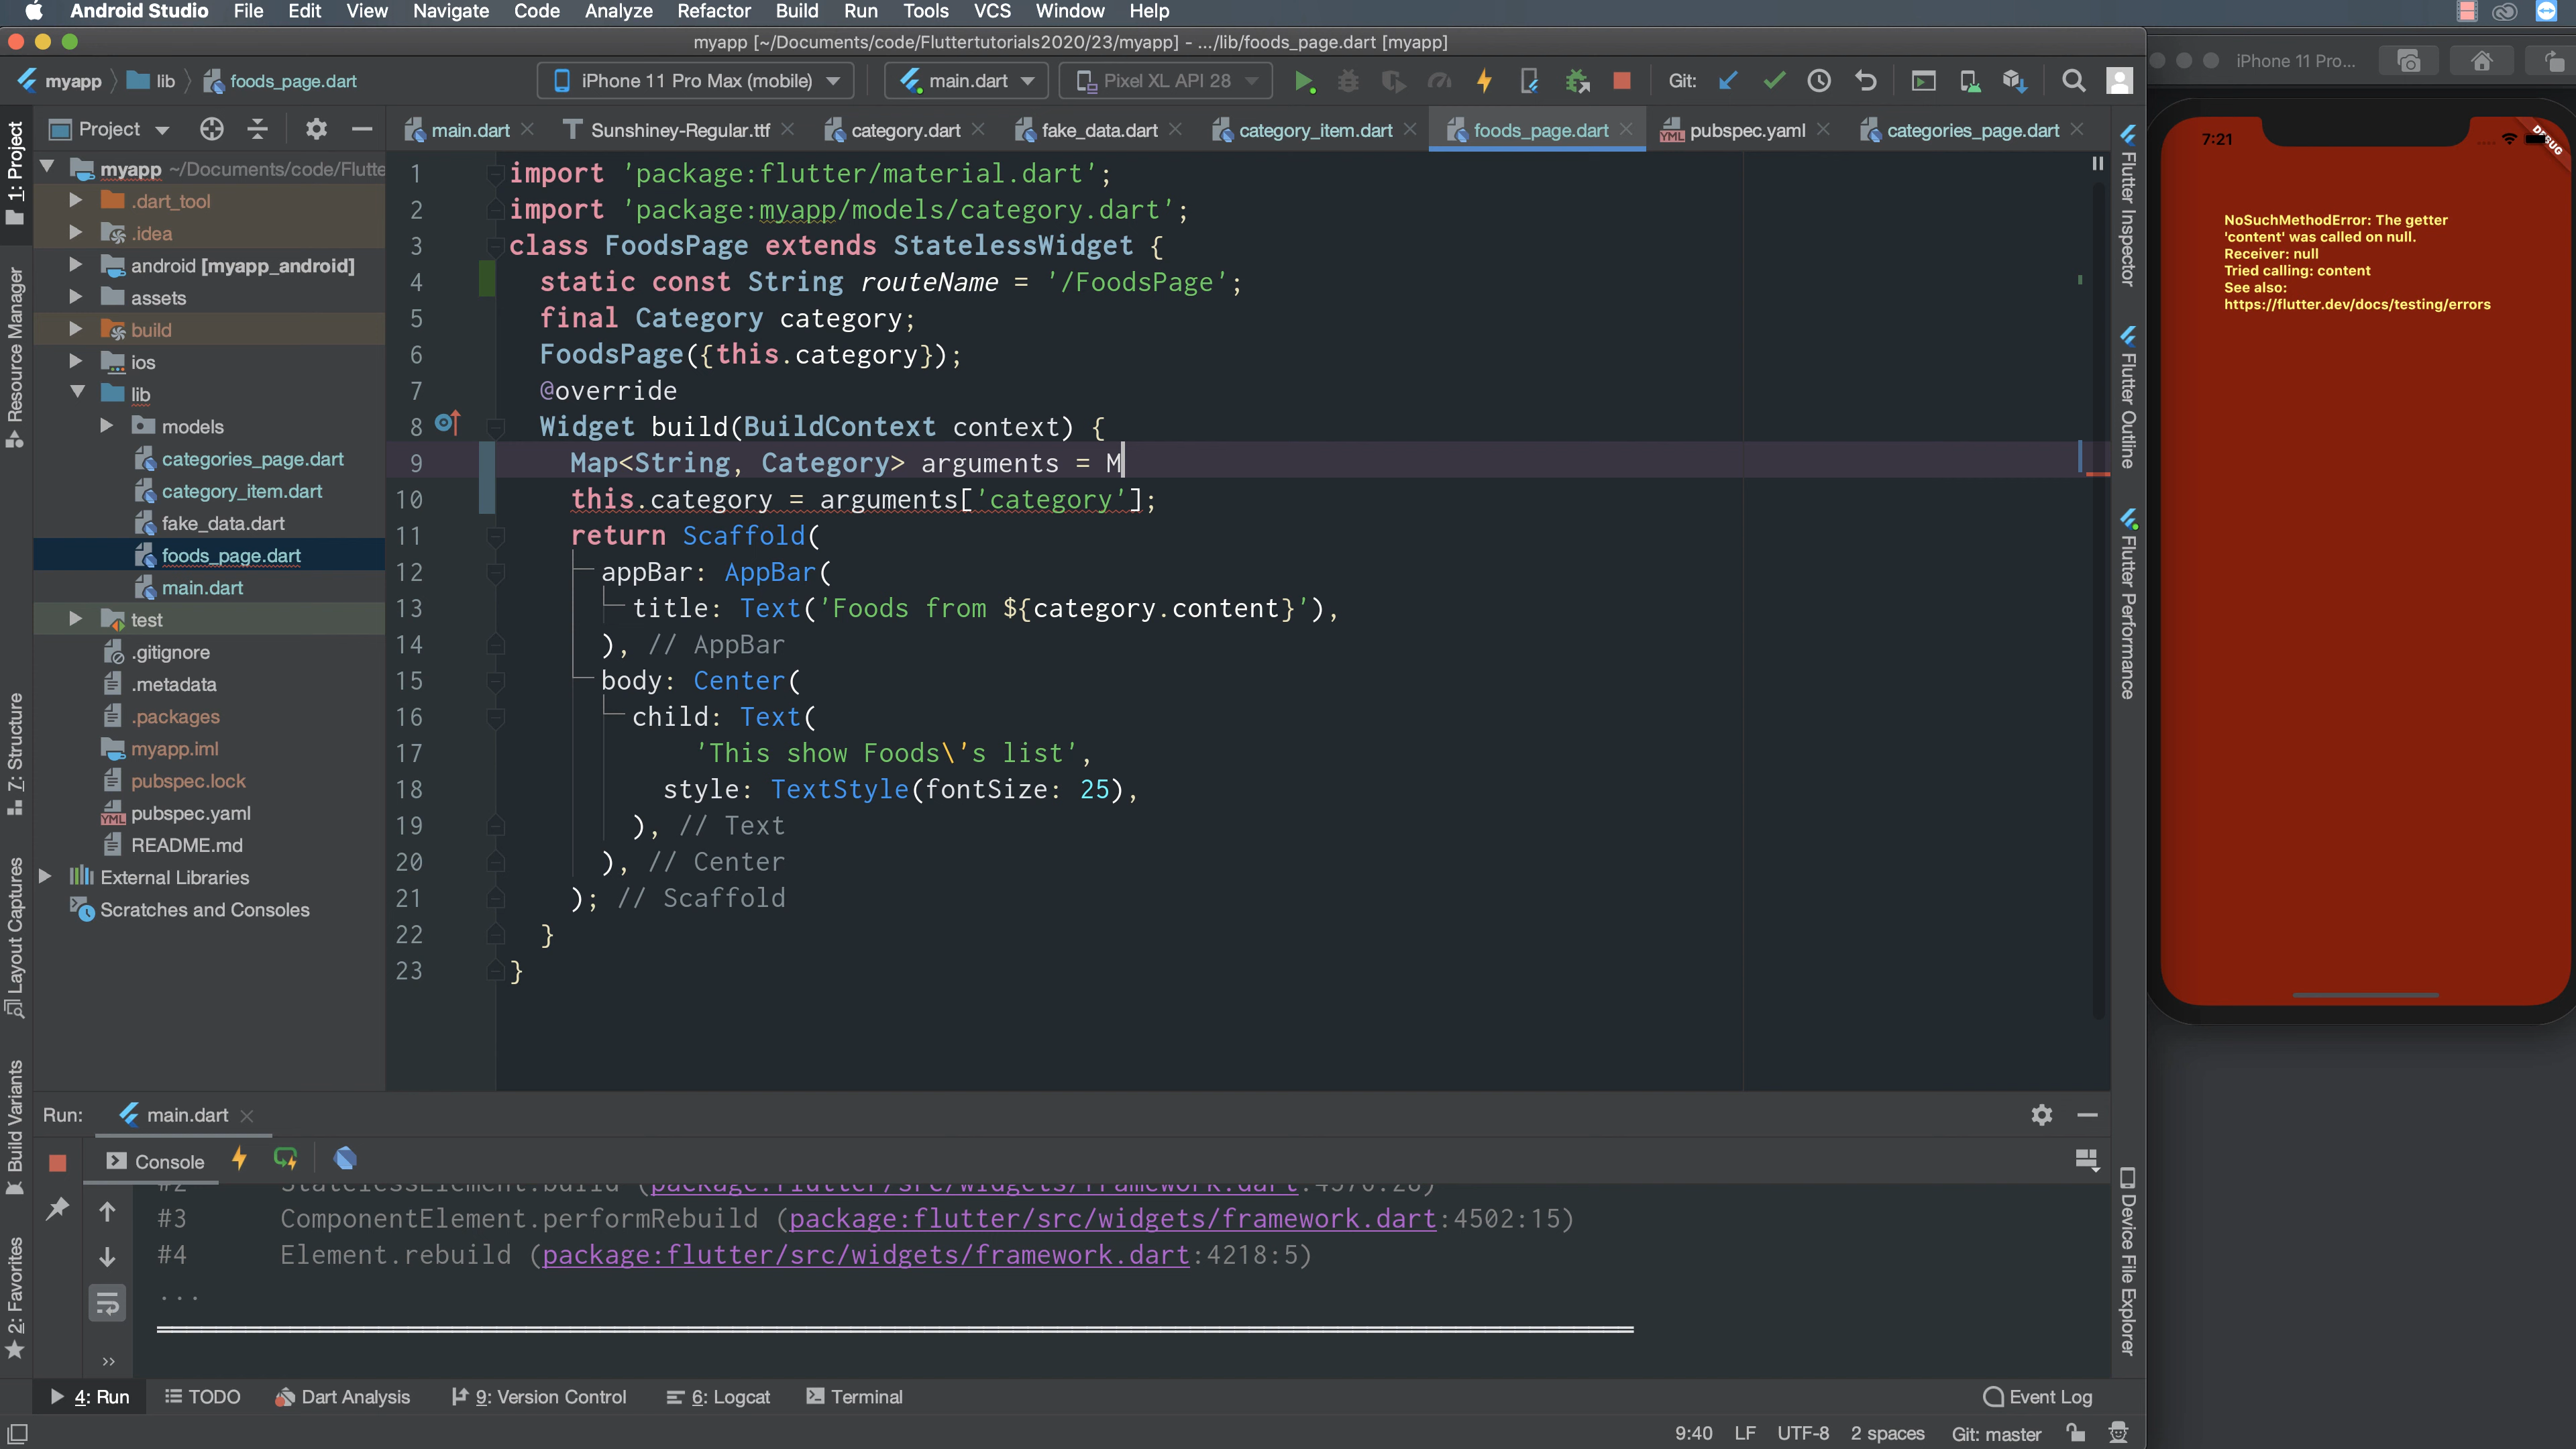 Android Studio File Edit View Navigate Code Analyze Refactor Build Run Tools VCS Window Help
myapp [~/Documents/code/Fluttertutorials2020/23/myapp] - .../lib/foods_page.dart [myapp]
myapp lib foods_page.dart iPhone 11 Pro Max (mobile) main.dart Pixel XL API 28 Git:
iPhone 11 Pro...
Project main.dart Sunshiney-Regular.ttf category.dart fake_data.dart category_item.dart foods_page.dart pubspec.yaml categories_page.dart
1: Project
Resource Manager
7: Structure
Layout Captures
Build Variants
2: Favorites
myapp ~/Documents/code/Flutte
.dart_tool
.idea
android [myapp_android]
assets
build
ios
lib
models
categories_page.dart
category_item.dart
fake_data.dart
foods_page.dart
main.dart
test
.gitignore
.metadata
.packages
myapp.iml
pubspec.lock
pubspec.yaml
README.md
External Libraries
Scratches and Consoles
1 import 'package:flutter/material.dart';
2 import 'package:myapp/models/category.dart';
3 class FoodsPage extends StatelessWidget {
4 static const String routeName = '/FoodsPage';
5 final Category category;
6 FoodsPage({this.category});
7 @override
8 Widget build(BuildContext context) {
9 Map<String, Category> arguments = M
10 this.category = arguments['category'];
11 return Scaffold(
12 appBar: AppBar(
13 title: Text('Foods from ${category.content}'),
14 ), // AppBar
15 body: Center(
16 child: Text(
17 'This show Foods\'s list',
18 style: TextStyle(fontSize: 25),
19 ), // Text
20 ), // Center
21 ); // Scaffold
22 }
23 }
Flutter Inspector
Flutter Outline
Flutter Performance
Device File Explorer
7:21
DEBUG
NoSuchMethodError: The getter
'content' was called on null.
Receiver: null
Tried calling: content
See also:
https://flutter.dev/docs/testing/errors
Run: main.dart
Console
#2 StatelessElement.build (package:flutter/src/widgets/framework.dart:4576:28)
#3 ComponentElement.performRebuild (package:flutter/src/widgets/framework.dart:4502:15)
#4 Element.rebuild (package:flutter/src/widgets/framework.dart:4218:5)
...
4: Run TODO Dart Analysis 9: Version Control 6: Logcat Terminal Event Log
9:40 LF UTF-8 2 spaces Git: master